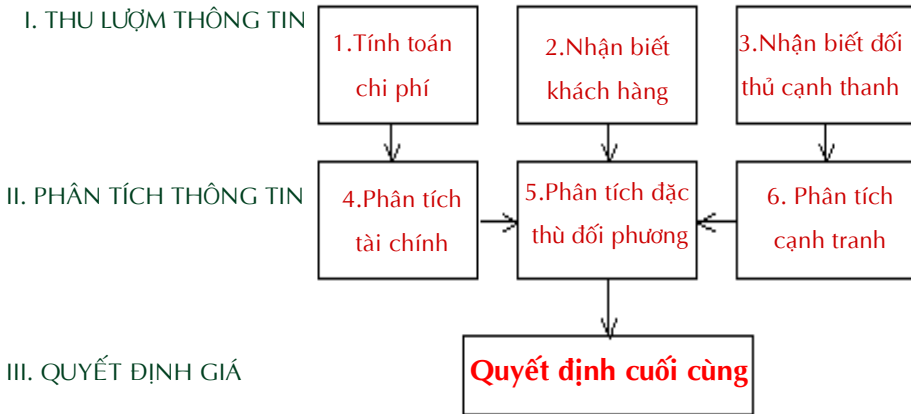 I. THU LƯỢM THÔNG TIN
1.Tính toán
chi phí
2.Nhận biết
khách hàng
3.Nhận biết đối
thủ cạnh thanh
II. PHÂN TÍCH THÔNG TIN
4.Phân tích
tài chính
5.Phân tích đặc
thù đối phương
6. Phân tích
cạnh tranh
III. QUYẾT ĐỊNH GIÁ
Quyết định cuối cùng